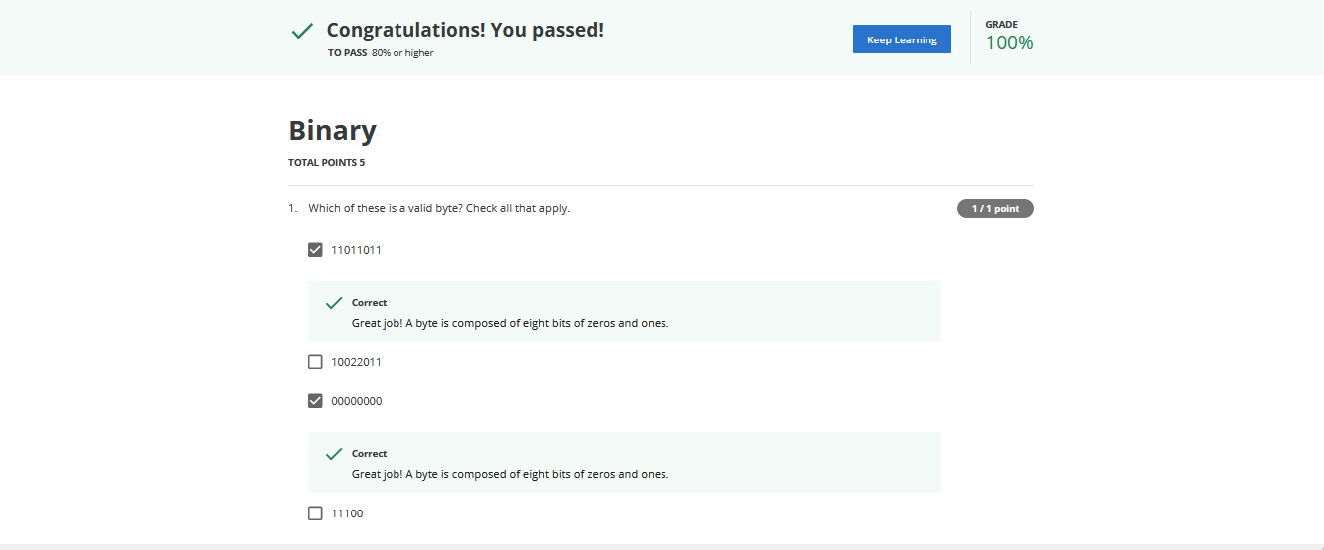 Congratulations! You passed!
TO PASS 80% or higher
Keep Learning
GRADE
100%
Binary
TOTAL POINTS 5
1. Which of these is a valid byte? Check all that apply.
1 / 1 point
11011011
Correct
Great job! A byte is composed of eight bits of zeros and ones.
10022011
00000000
Correct
Great job! A byte is composed of eight bits of zeros and ones.
11100